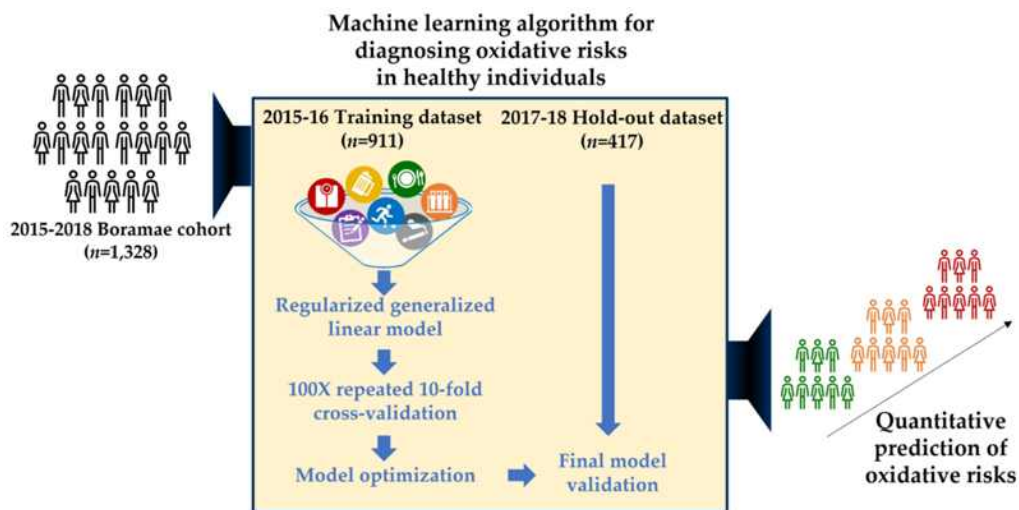 Machine learning algorithm for
diagnosing oxidative risks
in healthy individuals
2015-2018 Boramae cohort
(n=1,328)
2015-16 Training dataset
(n=911)
Regularized generalized
linear model
100X repeated 10-fold
cross-validation
Model optimization
2017-18 Hold-out dataset
(n=417)
Final model
validation
Quantitative
prediction of
oxidative risks